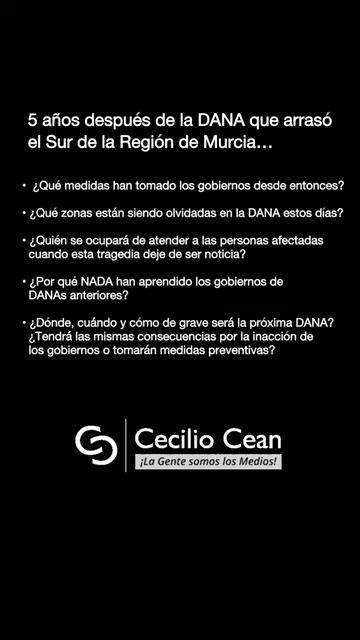 5 años después de la DANA que arrasó
el Sur de la Región de Murcia...
• ¿Qué medidas han tomado los gobiernos desde entonces?
• ¿Qué zonas están siendo olvidadas en la DANA estos días?
• ¿Quién se ocupará de atender a las personas afectadas
cuando esta tragedia deje de ser noticia?
• ¿Por qué NADA han aprendido los gobiernos de
DANAs anteriores?
• ¿Dónde, cuándo y cómo de grave será la próxima DANA?
¿Tendrá las mismas consecuencias por la inacción de
los gobiernos o tomarán medidas preventivas?
Cecilio Cean
¡La Gente somos los Medios!